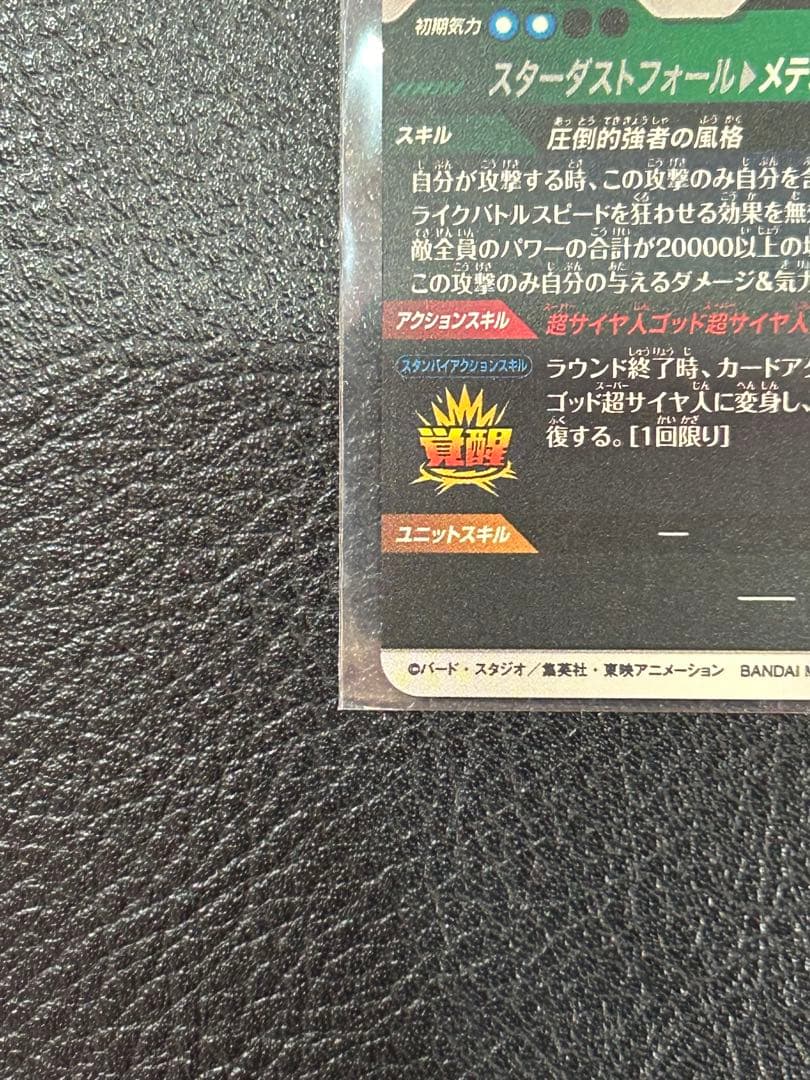 初期気力
スターダストフォール▶メテ
スキル 圧倒的強者の風格
自分が攻撃する時、この攻撃のみ自分を
ライクバトルスピードを狂わせる効果を無
敵全員のパワーの合計が20000以上の
この攻撃のみ自分の与えるダメージ&気
アクションスキル 超サイヤ人ゴッド超サイヤ人
スタンバイアクションスキル ラウンド終了時、カードア
覚醒 ゴッド超サイヤ人に変身し、
復する。[1回限り]
ユニットスキル —
—
©バード・スタジオ/集英社・東映アニメーション BANDAI